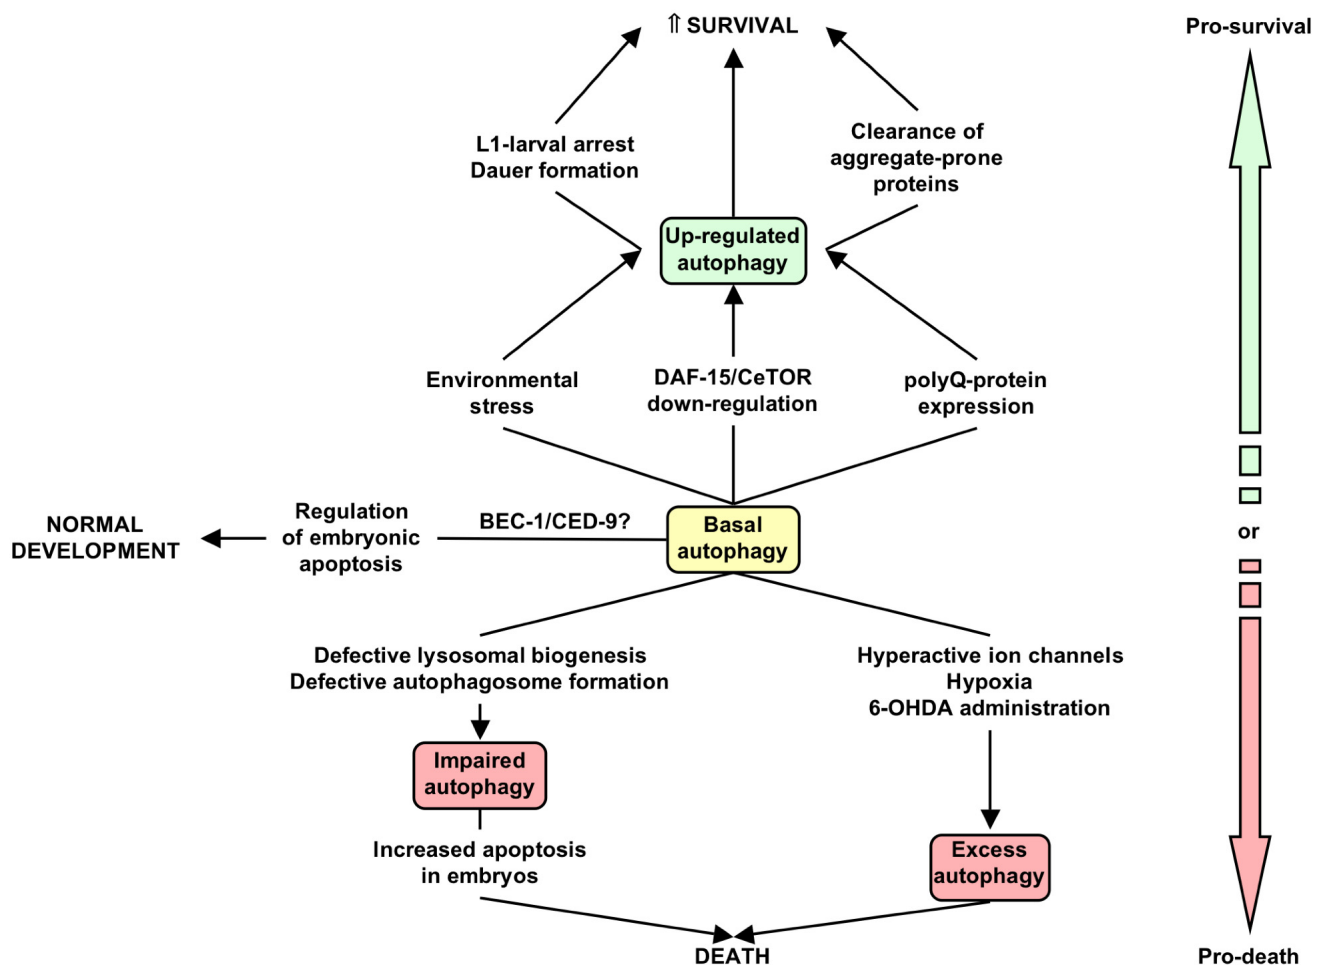 ⇑ SURVIVAL
Pro-survival
L1-larval arrest
Dauer formation
Clearance of
aggregate-prone
proteins
Up-regulated
autophagy
Environmental
stress
DAF-15/CeTOR
down-regulation
polyQ-protein
expression
NORMAL
DEVELOPMENT
Regulation
of embryonic
apoptosis
BEC-1/CED-9?
Basal
autophagy
or
Defective lysosomal biogenesis
Defective autophagosome formation
Hyperactive ion channels
Hypoxia
6-OHDA administration
Impaired
autophagy
Increased apoptosis
in embryos
Excess
autophagy
DEATH
Pro-death